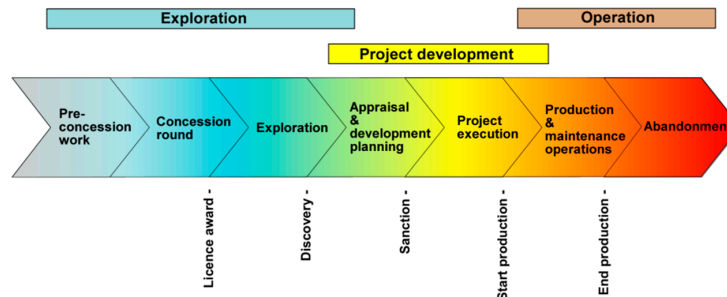 Exploration
Operation
Project development
Pre-
concession
work
Concession
round
Exploration
Appraisal
&
development
planning
Project
execution
Production
&
maintenance
operations
Abandonment
Licence award -
Discovery -
Sanction -
Start production -
End production -